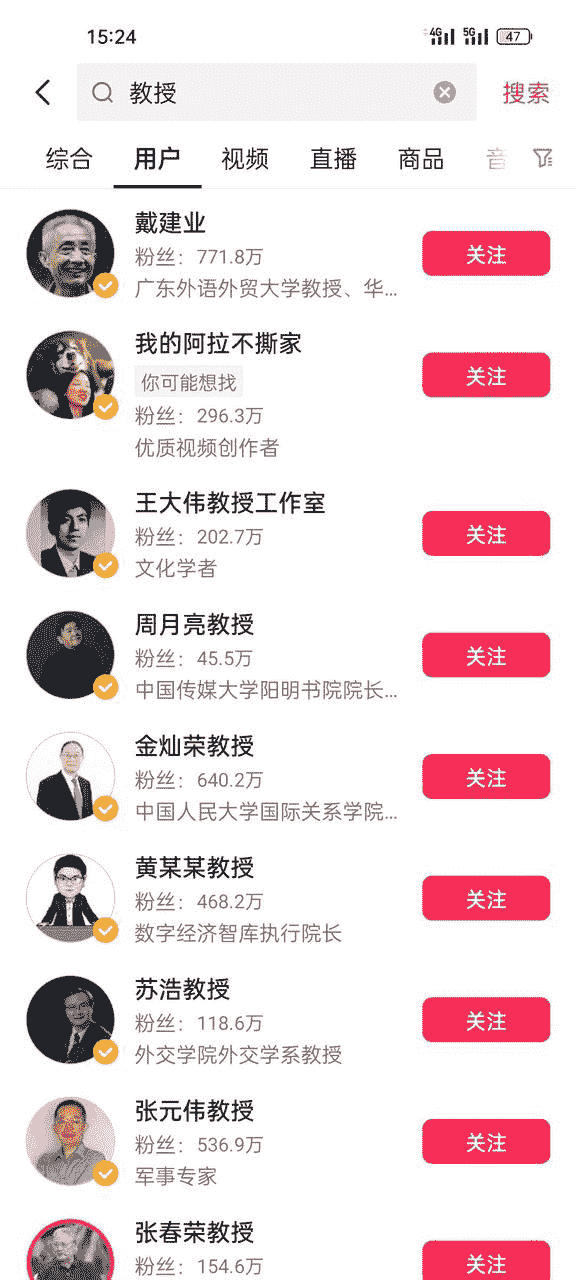 15:24
4G 5G 47
教授
搜索
综合 用户 视频 直播 商品 音
戴建业
粉丝：771.8万
广东外语外贸大学教授、华...
关注
我的阿拉不撕家
你可能想找
粉丝：296.3万
优质视频创作者
关注
王大伟教授工作室
粉丝：202.7万
文化学者
关注
周月亮教授
粉丝：45.5万
中国传媒大学阳明书院院长...
关注
金灿荣教授
粉丝：640.2万
中国人民大学国际关系学院...
关注
黄某某教授
粉丝：468.2万
数字经济智库执行院长
关注
苏浩教授
粉丝：118.6万
外交学院外交学系教授
关注
张元伟教授
粉丝：536.9万
军事专家
关注
张春荣教授
粉丝：154.6万
关注